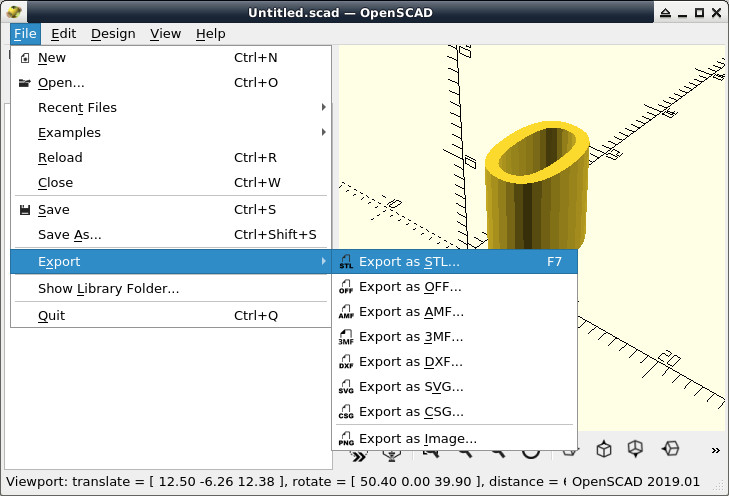 Untitled.scad — OpenSCAD
File Edit Design View Help
New Ctrl+N
Open... Ctrl+O
Recent Files
Examples
Reload Ctrl+R
Close Ctrl+W
Save Ctrl+S
Save As... Ctrl+Shift+S
Export
Show Library Folder...
Quit Ctrl+Q
STL Export as STL... F7
OFF Export as OFF...
AMF Export as AMF...
3MF Export as 3MF...
DXF Export as DXF...
SVG Export as SVG...
CSG Export as CSG...
PNG Export as Image...
20
»
Viewport: translate = [ 12.50 -6.26 12.38 ], rotate = [ 50.40 0.00 39.90 ], distance = OpenSCAD 2019.01